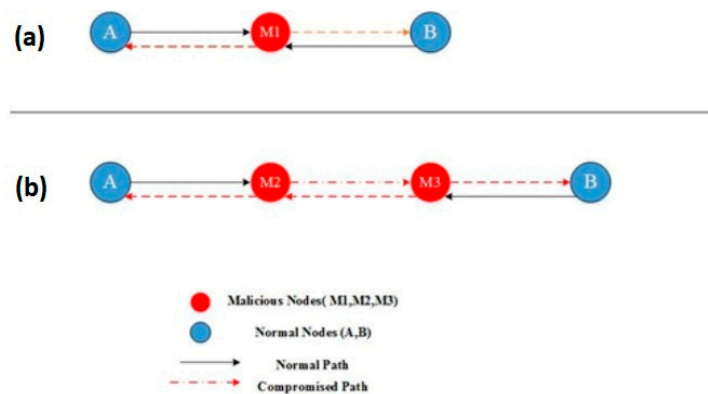 (a)
A M1 B
(b)
A M2 M3 B
Malicious Nodes( M1,M2,M3)
Normal Nodes (A,B)
Normal Path
Compromised Path